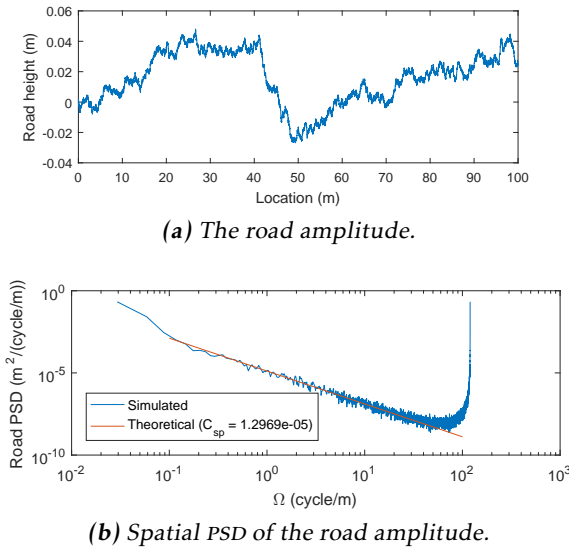 0.06
0.04
0.02
0
-0.02
-0.04
Road height (m)
0 10 20 30 40 50 60 70 80 90 100
Location (m)
(a) The road amplitude.
10^0
10^-5
10^-10
Road PSD (m^2/(cycle/m))
Simulated
Theoretical (C_sp = 1.2969e-05)
10^-2 10^-1 10^0 10^1 10^2 10^3
Ω (cycle/m)
(b) Spatial PSD of the road amplitude.